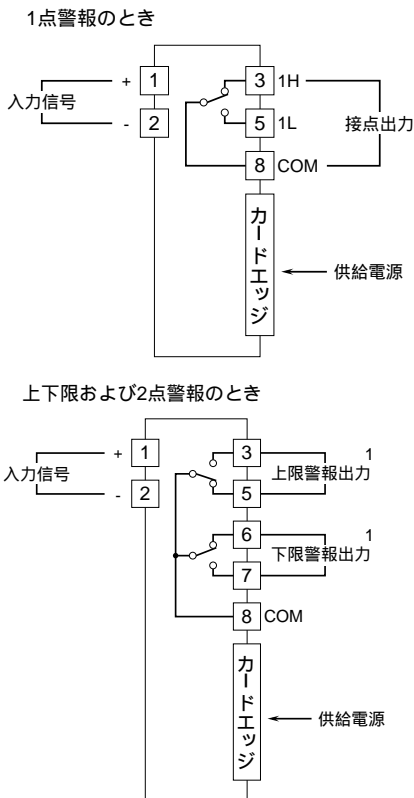 1点警報のとき
入力信号
+ 1
- 2
3 1H
5 1L
8 COM
接点出力
カードエッジ
供給電源
上下限および2点警報のとき
入力信号
+ 1
- 2
3
5
上限警報出力 1
6
7
下限警報出力 1
8 COM
カードエッジ
供給電源